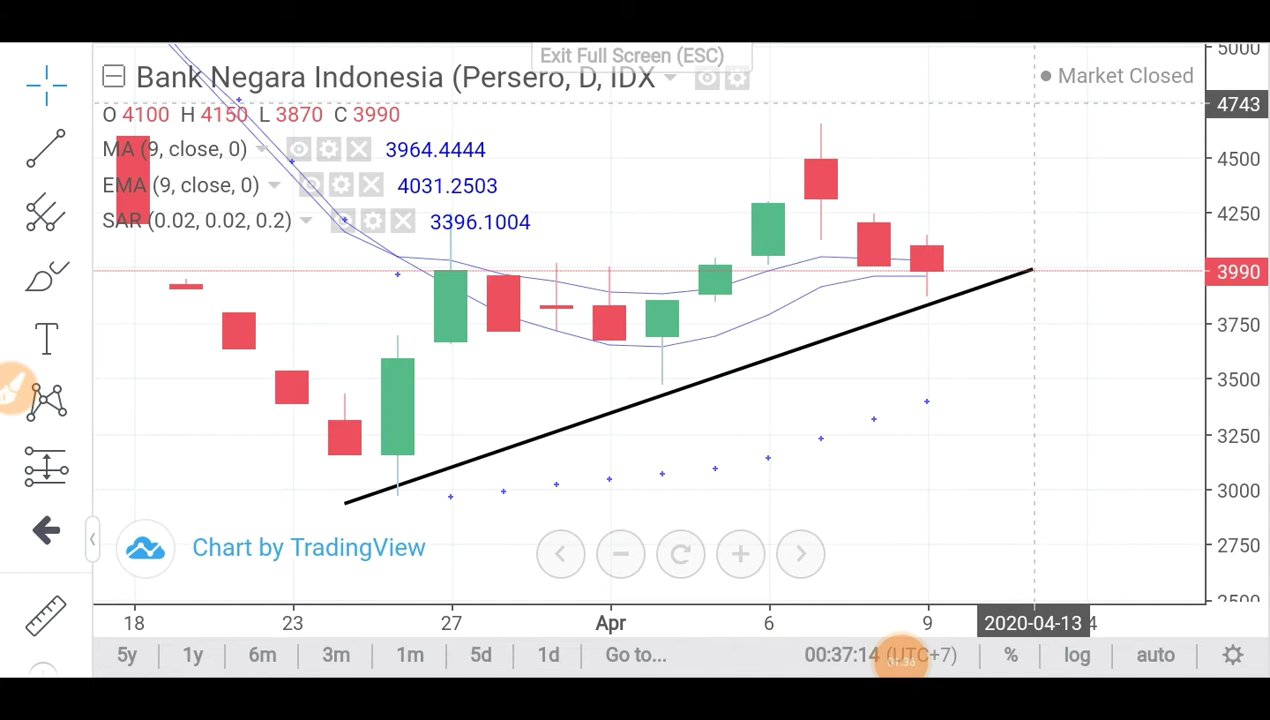 Exit Full Screen (ESC)
5000
Bank Negara Indonesia (Persero, D, IDX
Market Closed
O 4100 H 4150 L 3870 C 3990
4743
MA (9, close, 0) 3964.4444
4500
EMA (9, close, 0) 4031.2503
SAR (0.02, 0.02, 0.2) 3396.1004
4250
3990
3750
T
3500
3250
3000
Chart by TradingView
2750
2500
18 23 27 Apr 6 9 2020-04-13 4
5y 1y 6m 3m 1m 5d 1d Go to... 00:37:14 (UTC+7) % log auto